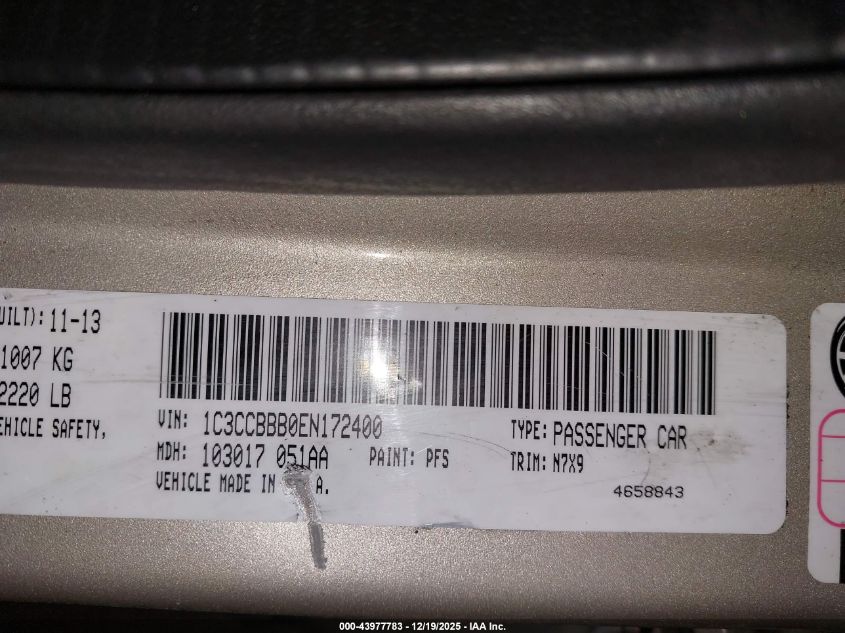 UILT): 11-13
1007 KG
2220 LB
EHICLE SAFETY,
VIN: 1C3CCBBB0EN172400
TYPE: PASSENGER CAR
MDH: 103017 051AA
PAINT: PFS
TRIM: N7X9
VEHICLE MADE IN A.
4658843
000-43977783 - 12/19/2025 - IAA Inc.